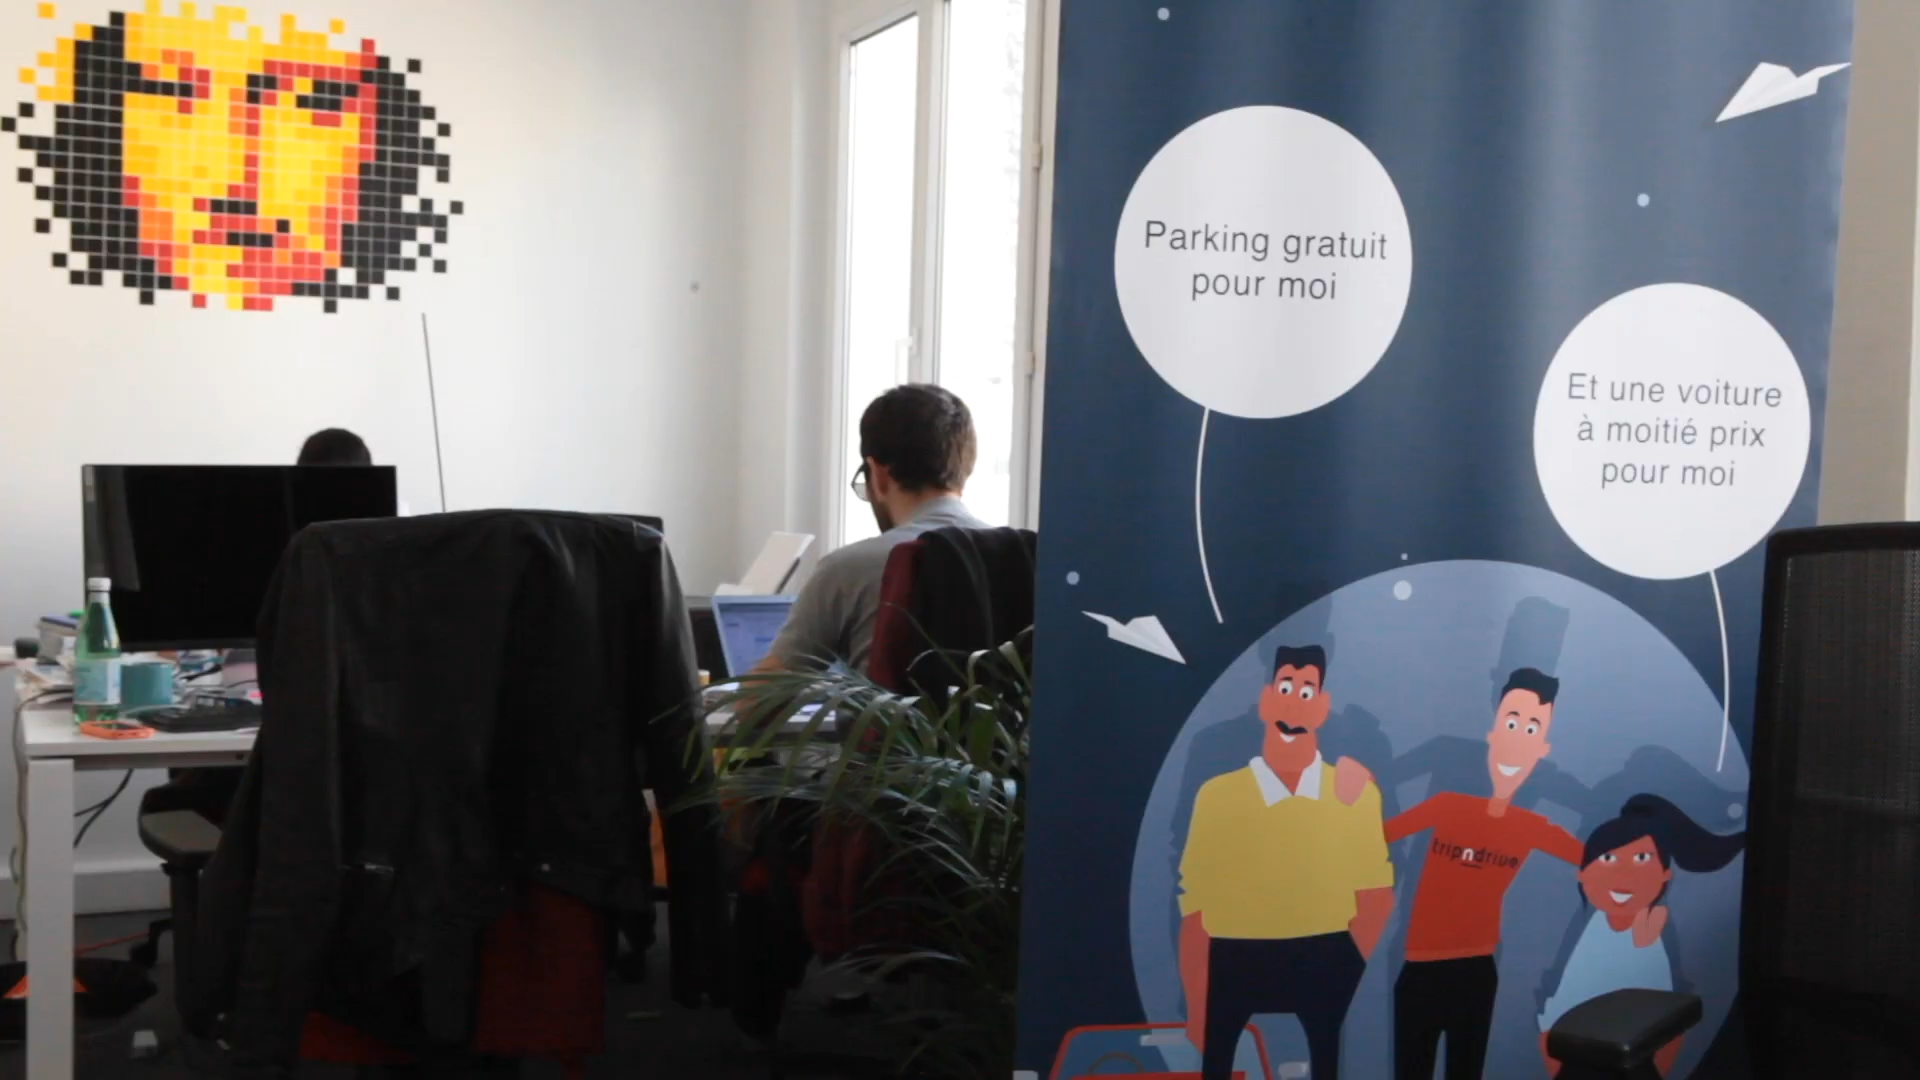 Parking gratuit
pour moi
Et une voiture
à moitié prix
pour moi
tripndrive